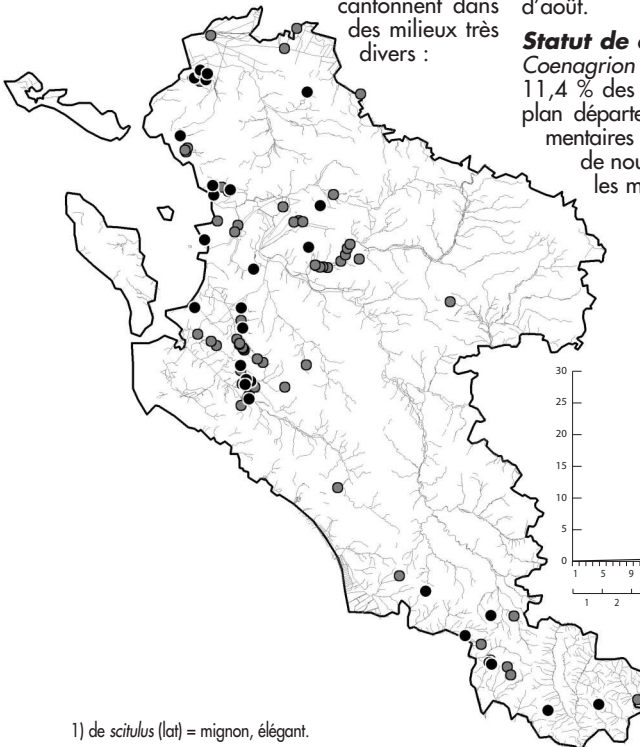 cantonnent dans
des milieux très
divers :
d'août.
Statut de
Coenagrion
11,4 % des
plan départe
mentaires
de nou
les m
30
25
20
15
10
5
0
1 5 9
1 2
1) de scitulus (lat) = mignon, élégant.